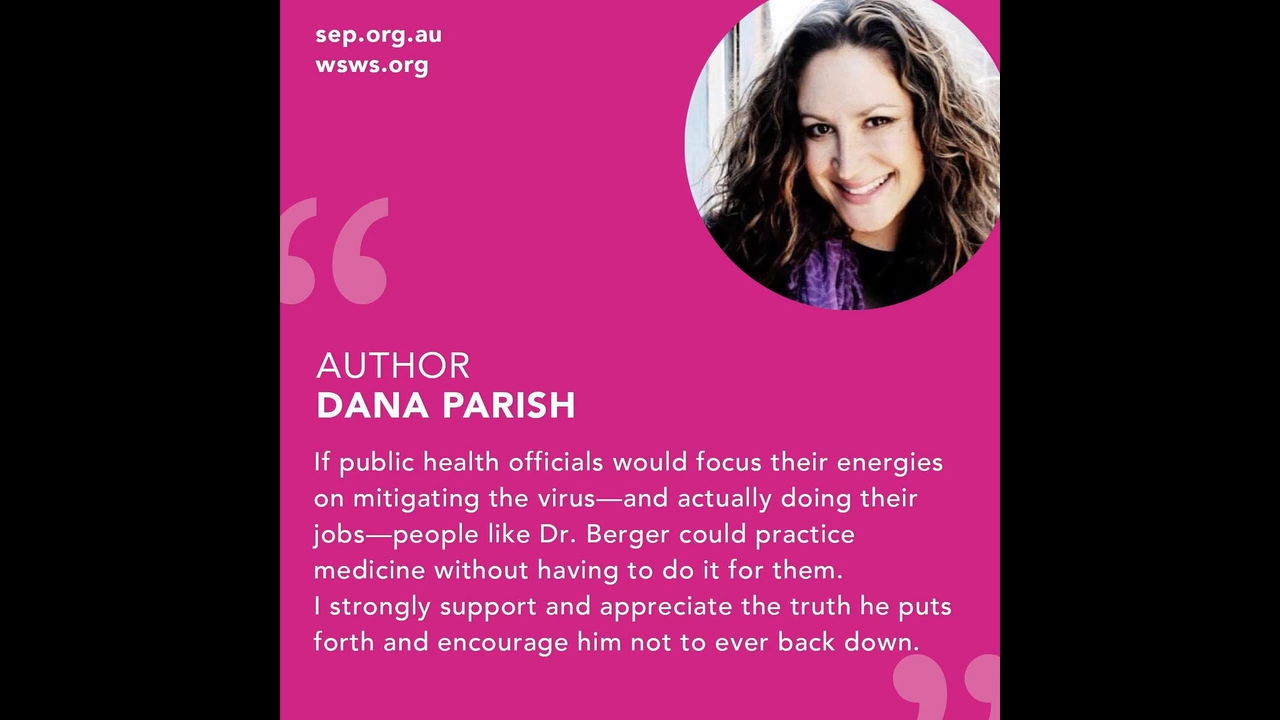 sep.org.au
wsws.org
“
AUTHOR
DANA PARISH
If public health officials would focus their energies
on mitigating the virus—and actually doing their
jobs—people like Dr. Berger could practice
medicine without having to do it for them.
I strongly support and appreciate the truth he puts
forth and encourage him not to ever back down.
”